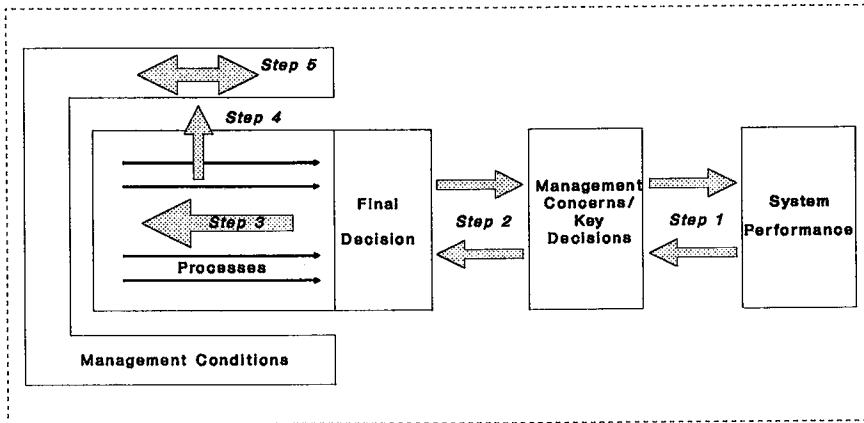 Step 5
Step 4
Step 3
Processes
Management Conditions
Final
Decision
Step 2
Management
Concerns/
Key
Decisions
Step 1
System
Performance